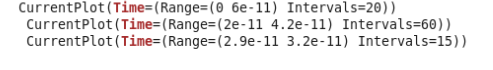 CurrentPlot(Time=(Range=(0 6e-11) Intervals=20))
CurrentPlot(Time=(Range=(2e-11 4.2e-11) Intervals=60))
CurrentPlot(Time=(Range=(2.9e-11 3.2e-11) Intervals=15))